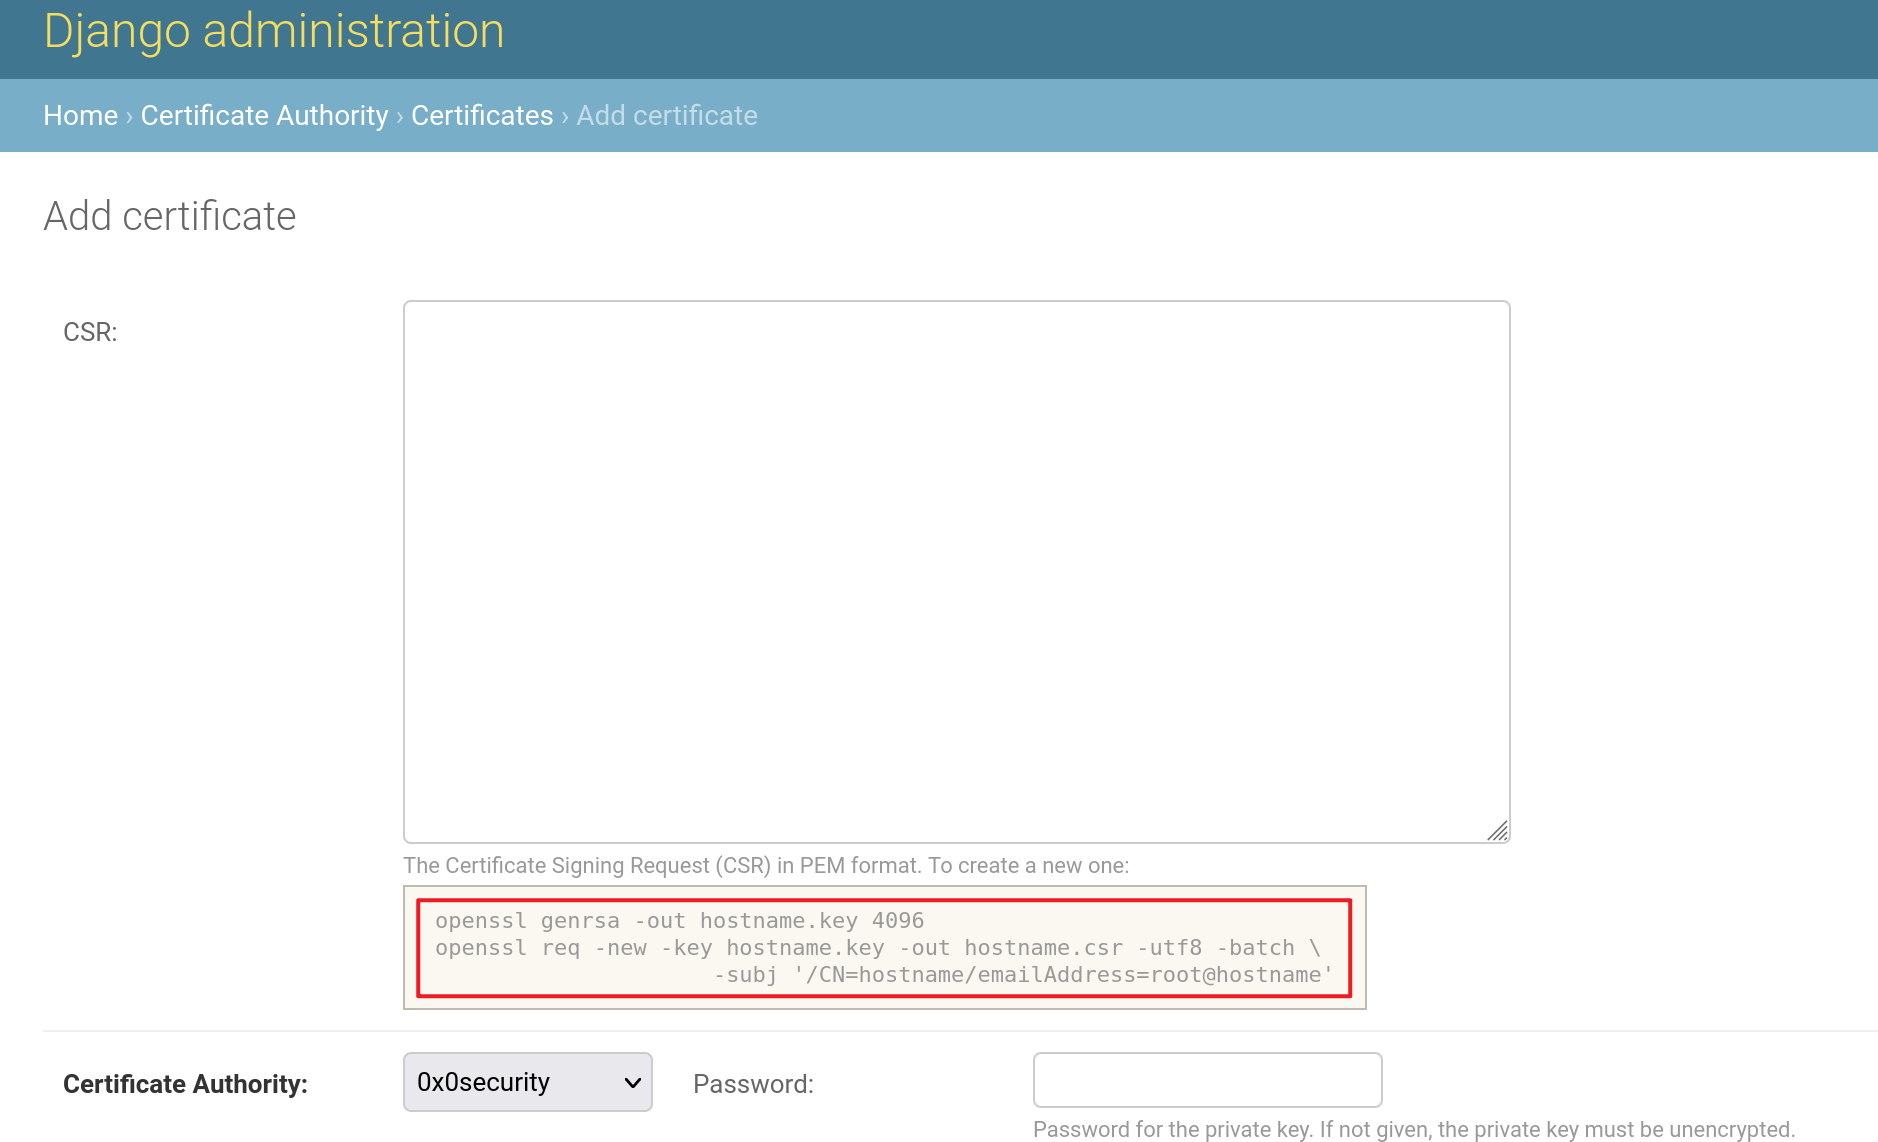 Django administration
Home › Certificate Authority › Certificates › Add certificate
Add certificate
CSR:
The Certificate Signing Request (CSR) in PEM format. To create a new one:
openssl genrsa -out hostname.key 4096
openssl req -new -key hostname.key -out hostname.csr -utf8 -batch \
-subj '/CN=hostname/emailAddress=root@hostname'
Certificate Authority: 0x0security Password:
Password for the private key. If not given, the private key must be unencrypted.